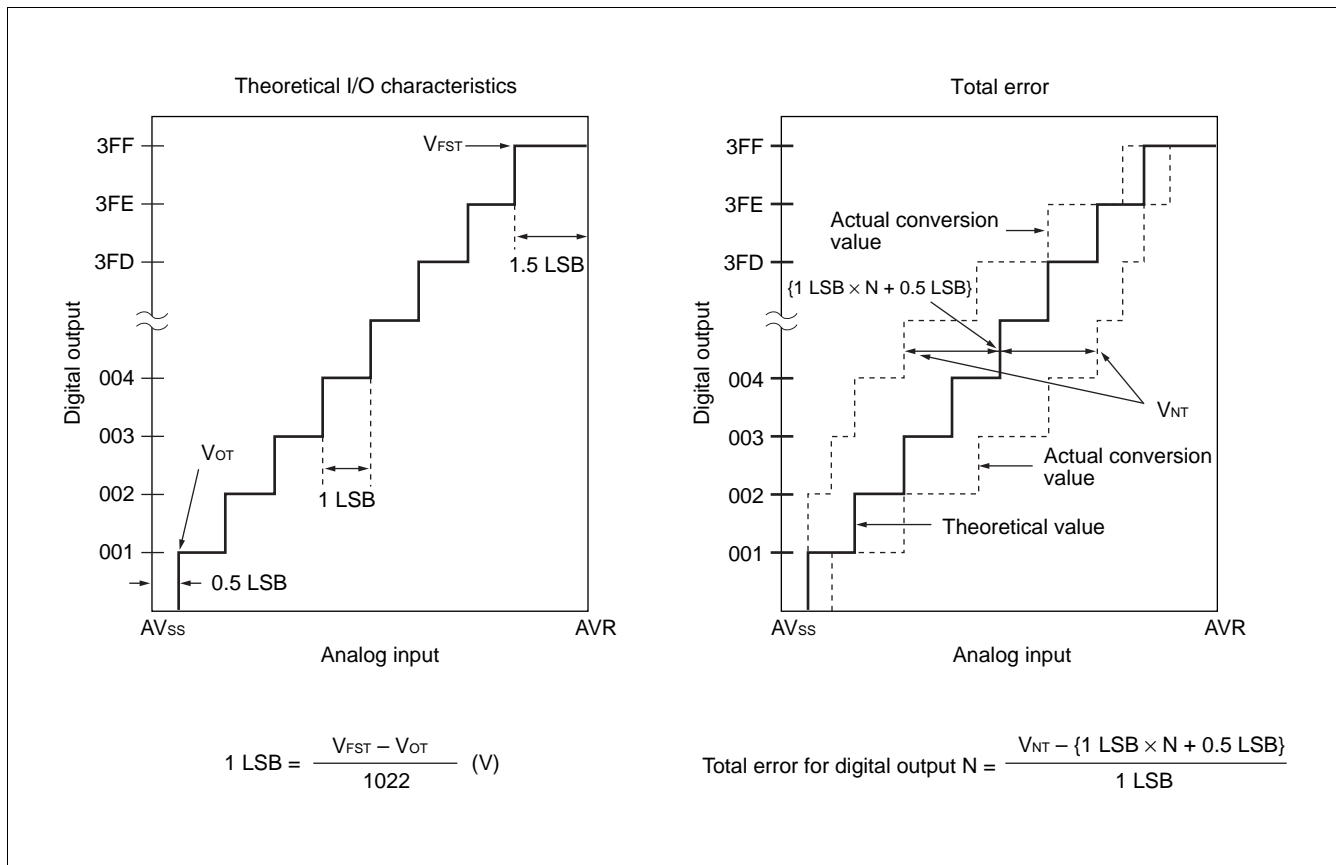 Theoretical I/O characteristics
3FF
3FE
3FD
004
003
002
001
Digital output
VFST
1.5 LSB
VOT
1 LSB
0.5 LSB
AVSS
AVR
Analog input
1 LSB = VFST – VOT / 1022 (V)
Total error
3FF
3FE
3FD
004
003
002
001
Digital output
Actual conversion
value
{1 LSB × N + 0.5 LSB}
VNT
Actual conversion
value
Theoretical value
AVSS
AVR
Analog input
Total error for digital output N = VNT – {1 LSB × N + 0.5 LSB} / 1 LSB